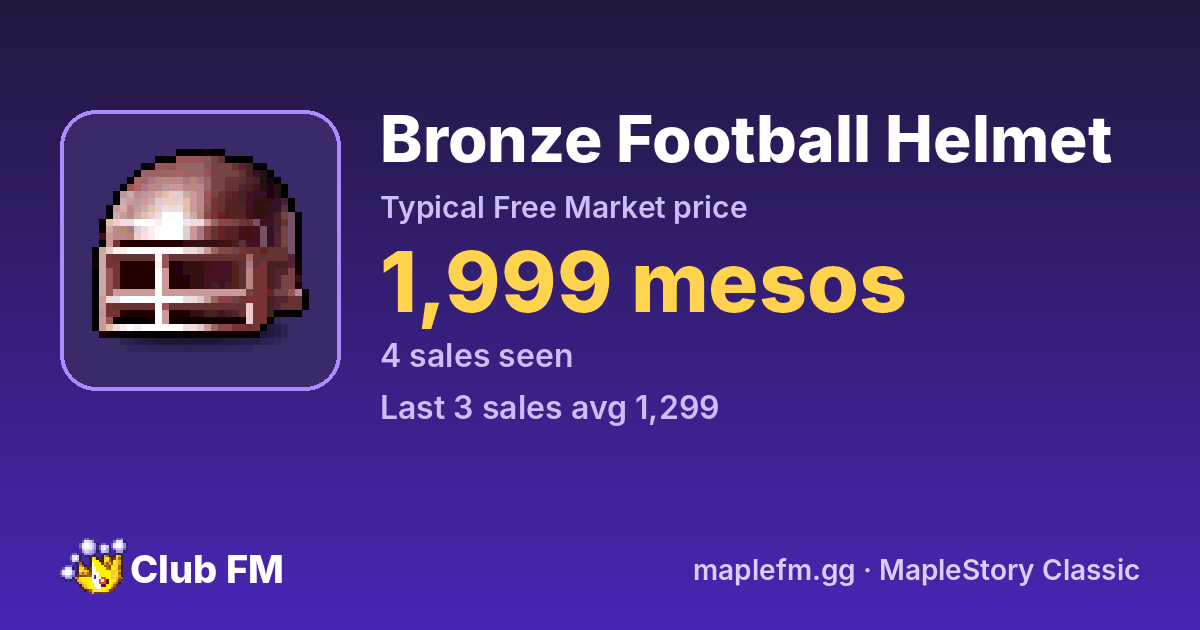 Bronze Football Helmet
Typical Free Market price
1,999 mesos
4 sales seen
Last 3 sales avg 1,299
Club FM
maplefm.gg · MapleStory Classic